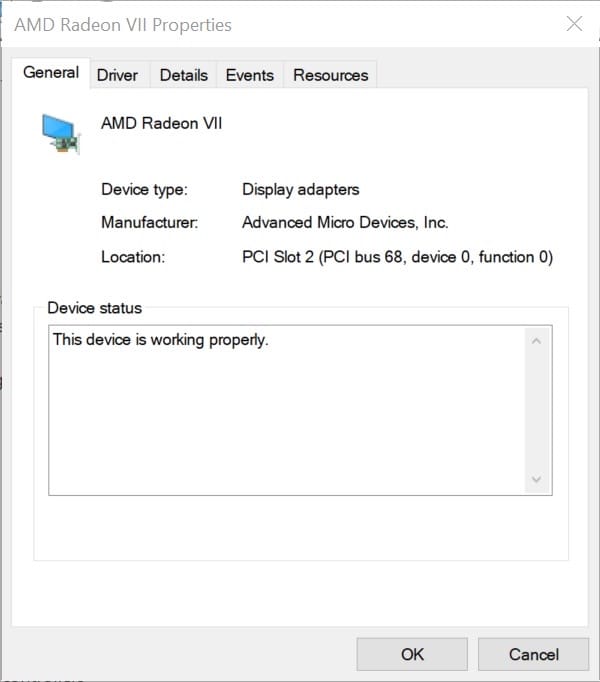 AMD Radeon VII Properties
General Driver Details Events Resources
AMD Radeon VII
Device type: Display adapters
Manufacturer: Advanced Micro Devices, Inc.
Location: PCI Slot 2 (PCI bus 68, device 0, function 0)
Device status
This device is working properly.
OK Cancel